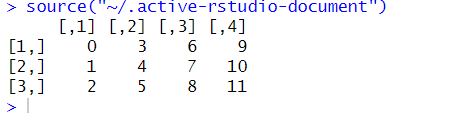 > source("~/.active-rstudio-document")
     [,1] [,2] [,3] [,4]
[1,]    0    3    6    9
[2,]    1    4    7   10
[3,]    2    5    8   11
>